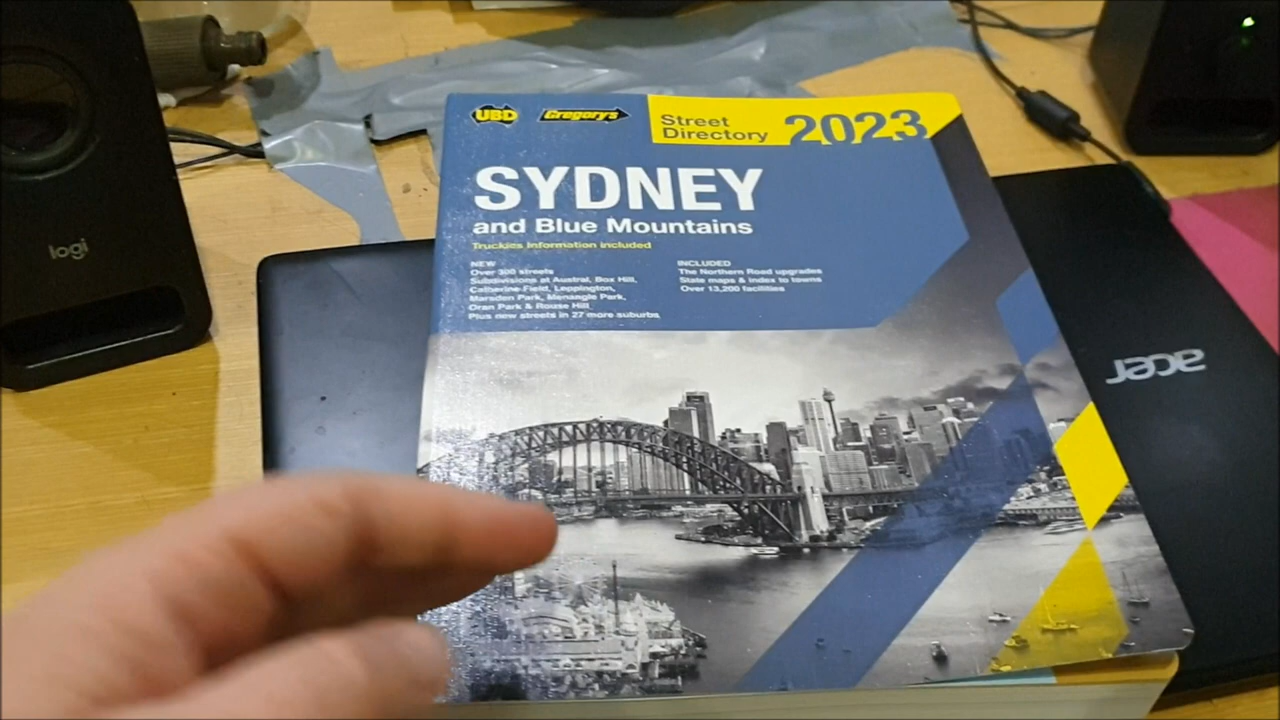 UBD
Gregory's
Street
Directory 2023
SYDNEY
and Blue Mountains
Truckies Information included
NEW
Over 300 streets
Subdivisions at Austral, Box Hill,
Catherine Field, Leppington,
Marsden Park, Menangle Park,
Oran Park & Rouse Hill
Plus new streets in 27 more suburbs
INCLUDED
The Northern Road upgrades
State maps & index to towns
Over 13,200 facilities
logi
acer